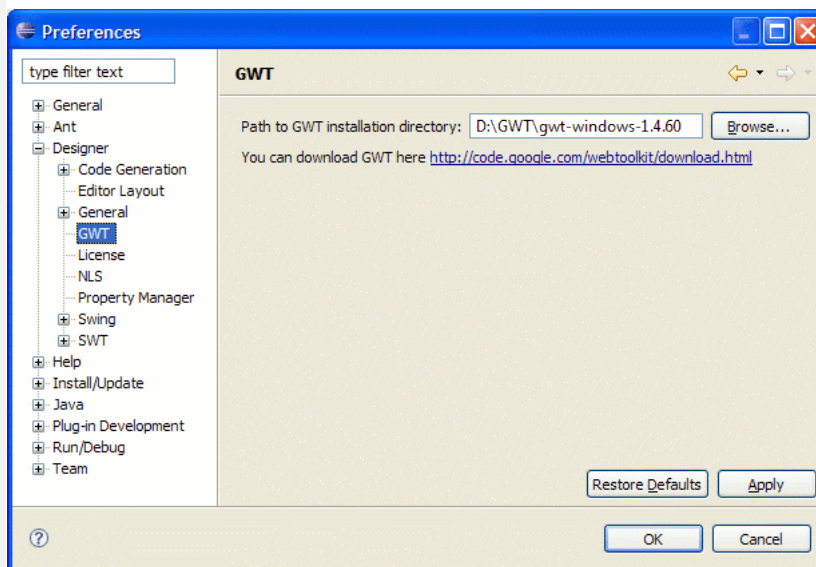 Preferences
type filter text
General
Ant
Designer
Code Generation
Editor Layout
General
GWT
License
NLS
Property Manager
Swing
SWT
Help
Install/Update
Java
Plug-in Development
Run/Debug
Team
GWT
Path to GWT installation directory: D:\GWT\gwt-windows-1.4.60 Browse...
You can download GWT here http://code.google.com/webtoolkit/download.html
Restore Defaults Apply
OK Cancel